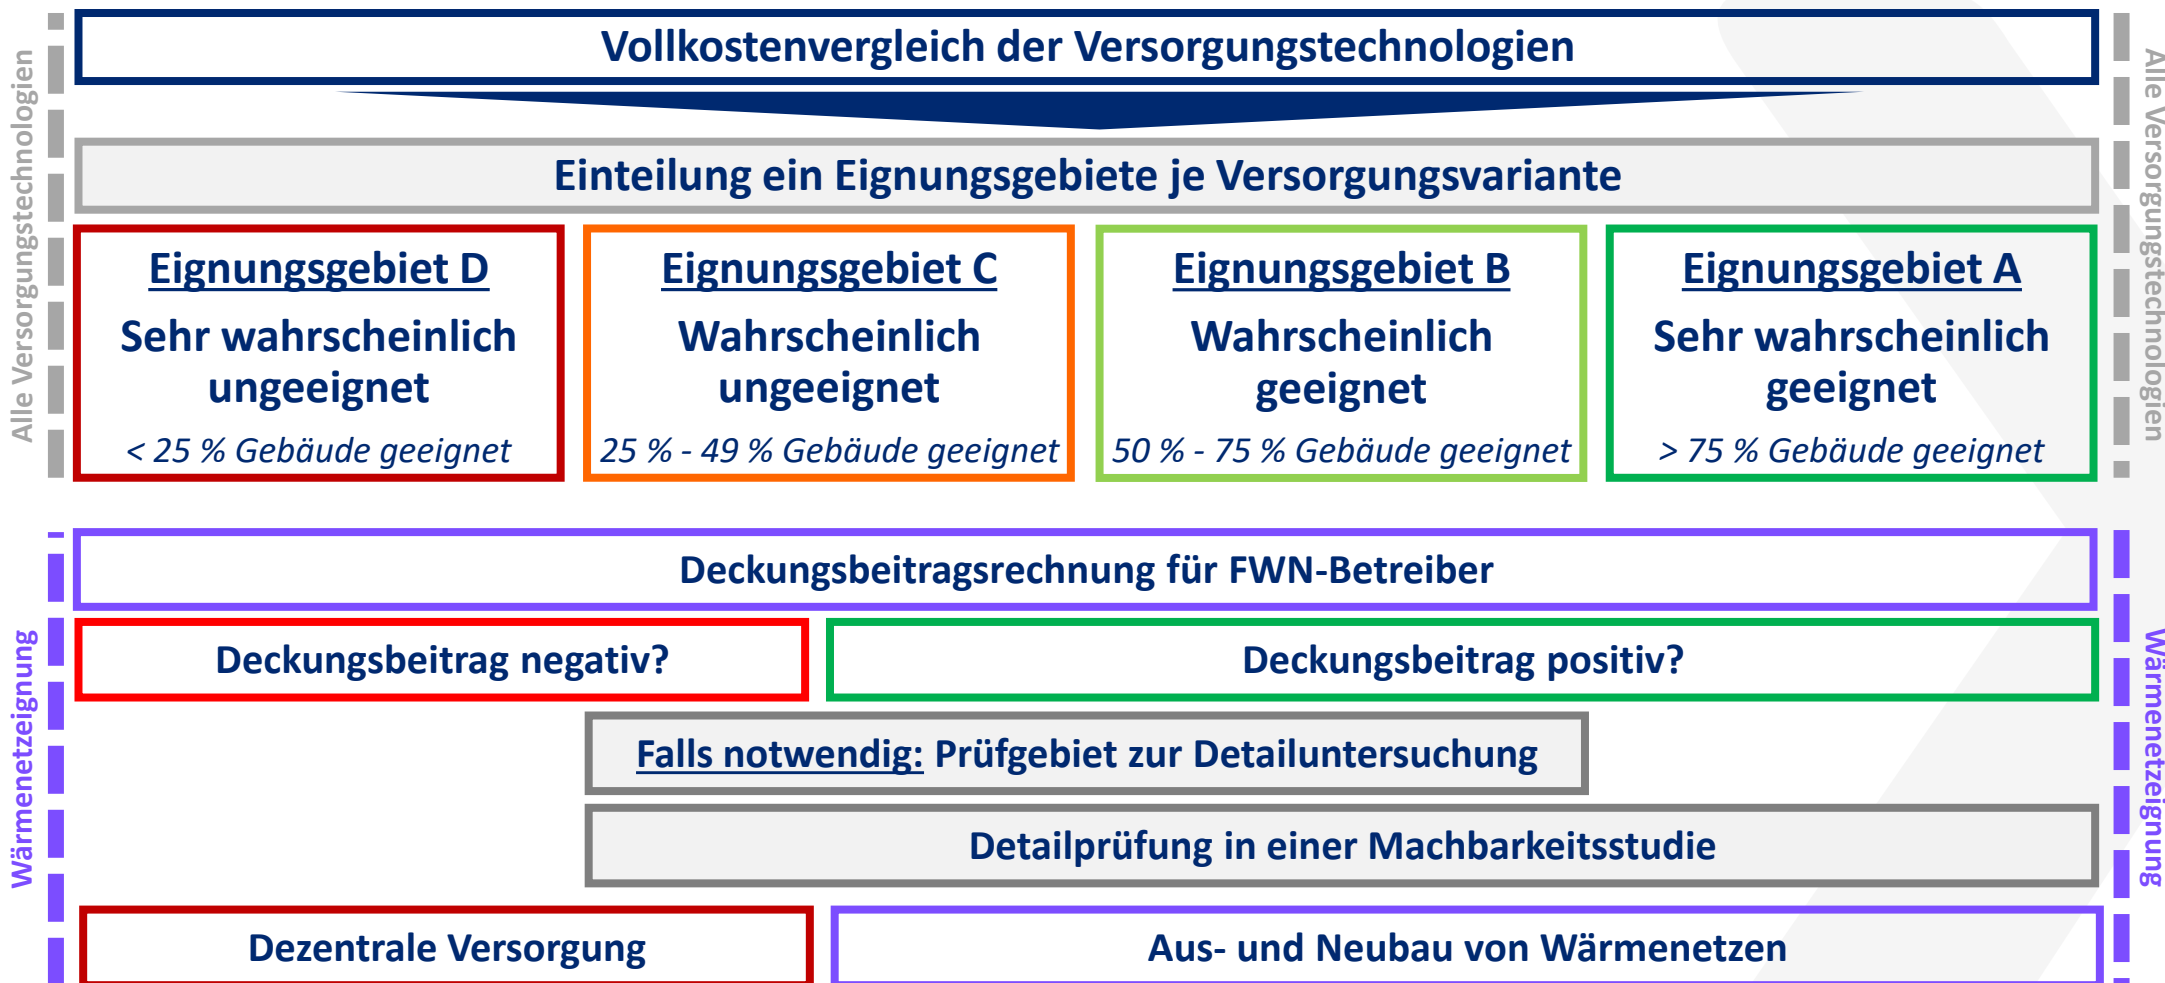 Vollkostenvergleich der Versorgungstechnologien
Alle Versorgungstechnologien
Alle Versorgungstechnologien
Einteilung ein Eignungsgebiete je Versorgungsvariante
Eignungsgebiet D
Sehr wahrscheinlich
ungeeignet
< 25 % Gebäude geeignet
Eignungsgebiet C
Wahrscheinlich
ungeeignet
25 % - 49 % Gebäude geeignet
Eignungsgebiet B
Wahrscheinlich
geeignet
50 % - 75 % Gebäude geeignet
Eignungsgebiet A
Sehr wahrscheinlich
geeignet
> 75 % Gebäude geeignet
Deckungsbeitragsrechnung für FWN-Betreiber
Wärmenetzeignung
Wärmenetzeignung
Deckungsbeitrag negativ?
Deckungsbeitrag positiv?
Falls notwendig: Prüfgebiet zur Detailuntersuchung
Detailprüfung in einer Machbarkeitsstudie
Dezentrale Versorgung
Aus- und Neubau von Wärmenetzen